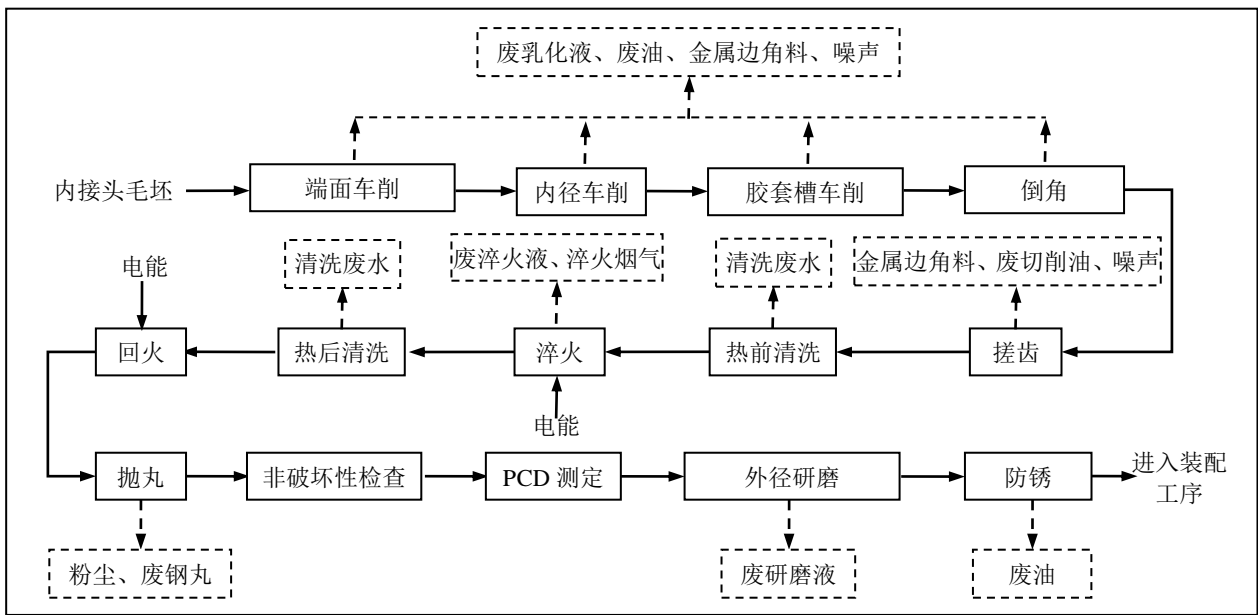 废乳化液、废油、金属边角料、噪声
内接头毛坯
端面车削
内径车削
胶套槽车削
倒角
电能
清洗废水
废淬火液、淬火烟气
清洗废水
金属边角料、废切削油、噪声
回火
热后清洗
淬火
热前清洗
搓齿
电能
抛丸
非破坏性检查
PCD 测定
外径研磨
防锈
进入装配
工序
粉尘、废钢丸
废研磨液
废油